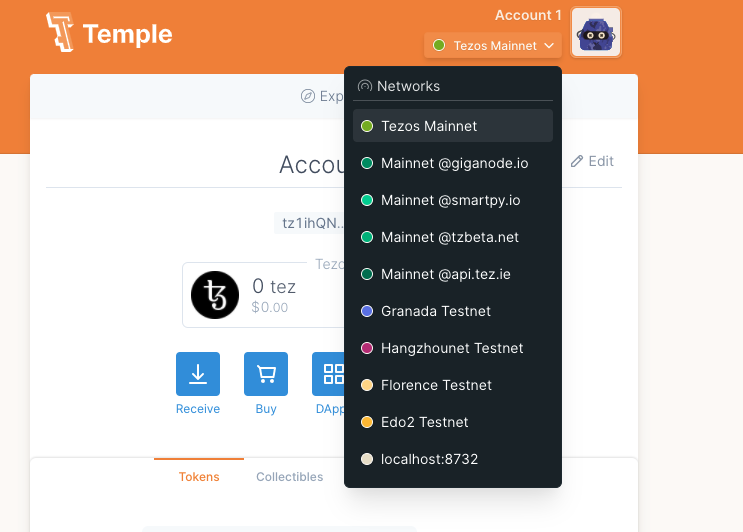 Temple
Account 1
Tezos Mainnet
Networks
Tezos Mainnet
Mainnet @giganode.io
Mainnet @smartpy.io
Mainnet @tzbeta.net
Mainnet @api.tez.ie
Granada Testnet
Hangzhounet Testnet
Florence Testnet
Edo2 Testnet
localhost:8732
Exp
Accou
Edit
tz1ihQN...
Tezo
0 tez
$0.00
Receive
Buy
DApp
Tokens
Collectibles